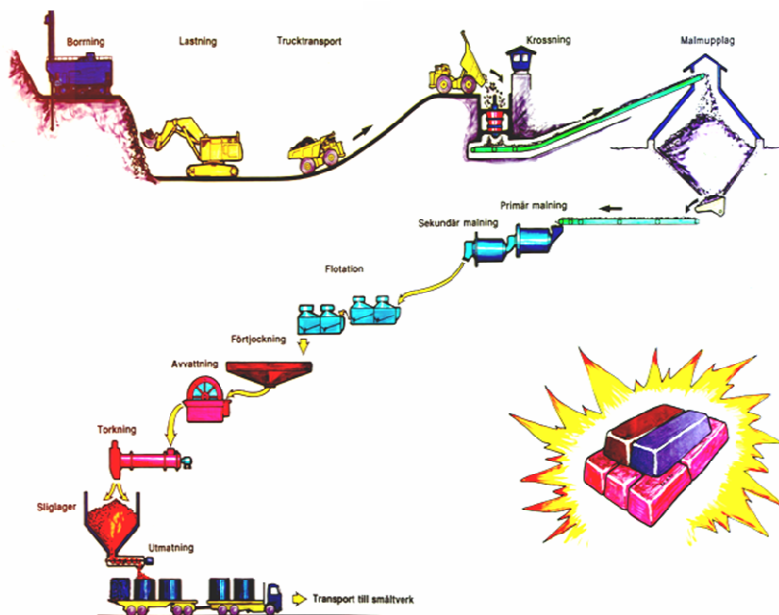 Borrning
Lastning
Trucktransport
Krossning
Malmupplag
Primär malning
Sekundär malning
Flotation
Förtjockning
Avvattning
Torkning
Sliglager
Utmatning
Transport till smältverk